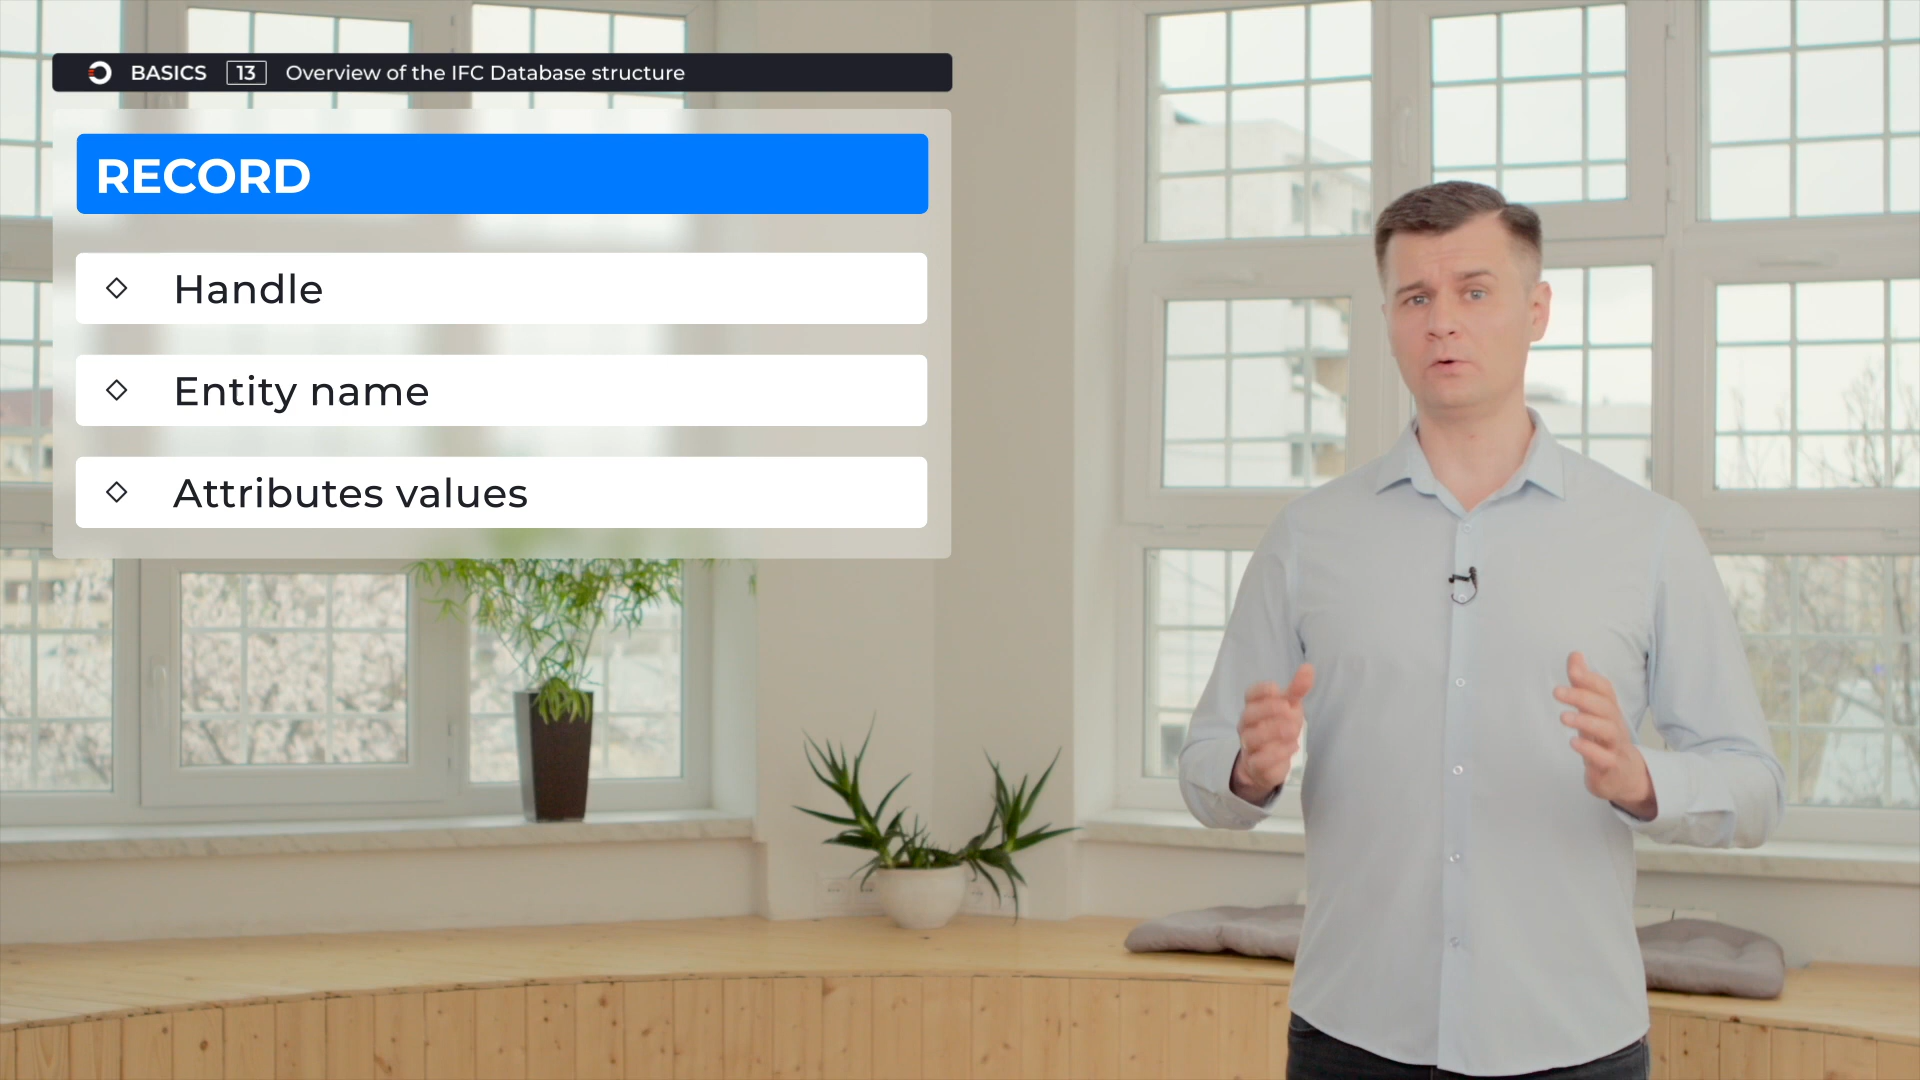 BASICS 13 Overview of the IFC Database structure
RECORD
Handle
Entity name
Attributes values